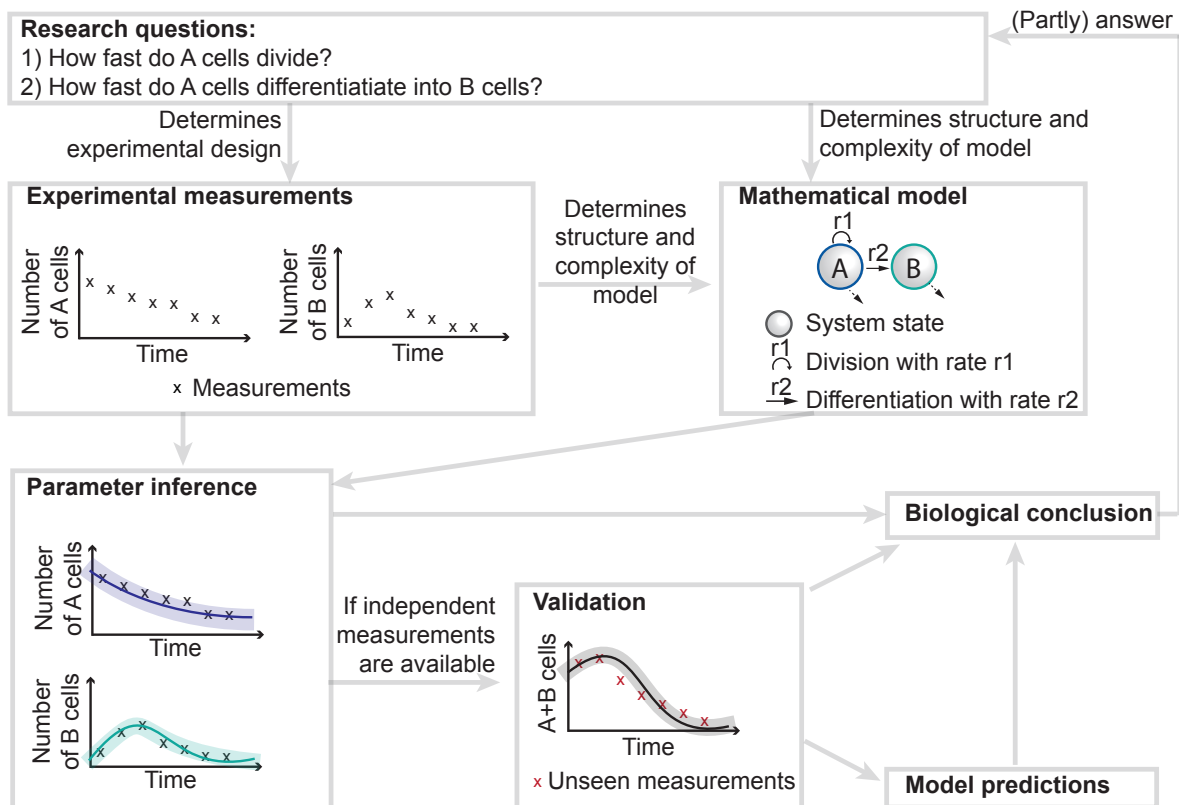 Research questions:
1) How fast do A cells divide?
2) How fast do A cells differentiatiate into B cells?
(Partly) answer
Determines
experimental design
Determines structure and
complexity of model
Experimental measurements
Number
of A cells
x x x x x x x
Time
Number
of B cells
x x x x x x x
Time
x Measurements
Determines
structure and
complexity of
model
Mathematical model
r1
A
r2
B
System state
r1
Division with rate r1
r2
Differentiation with rate r2
Parameter inference
Number
of A cells
x x x x x x x
Time
Number
of B cells
x x x x x x x
Time
If independent
measurements
are available
Validation
A+B cells
x x x x x x x
Time
x Unseen measurements
Biological conclusion
Model predictions